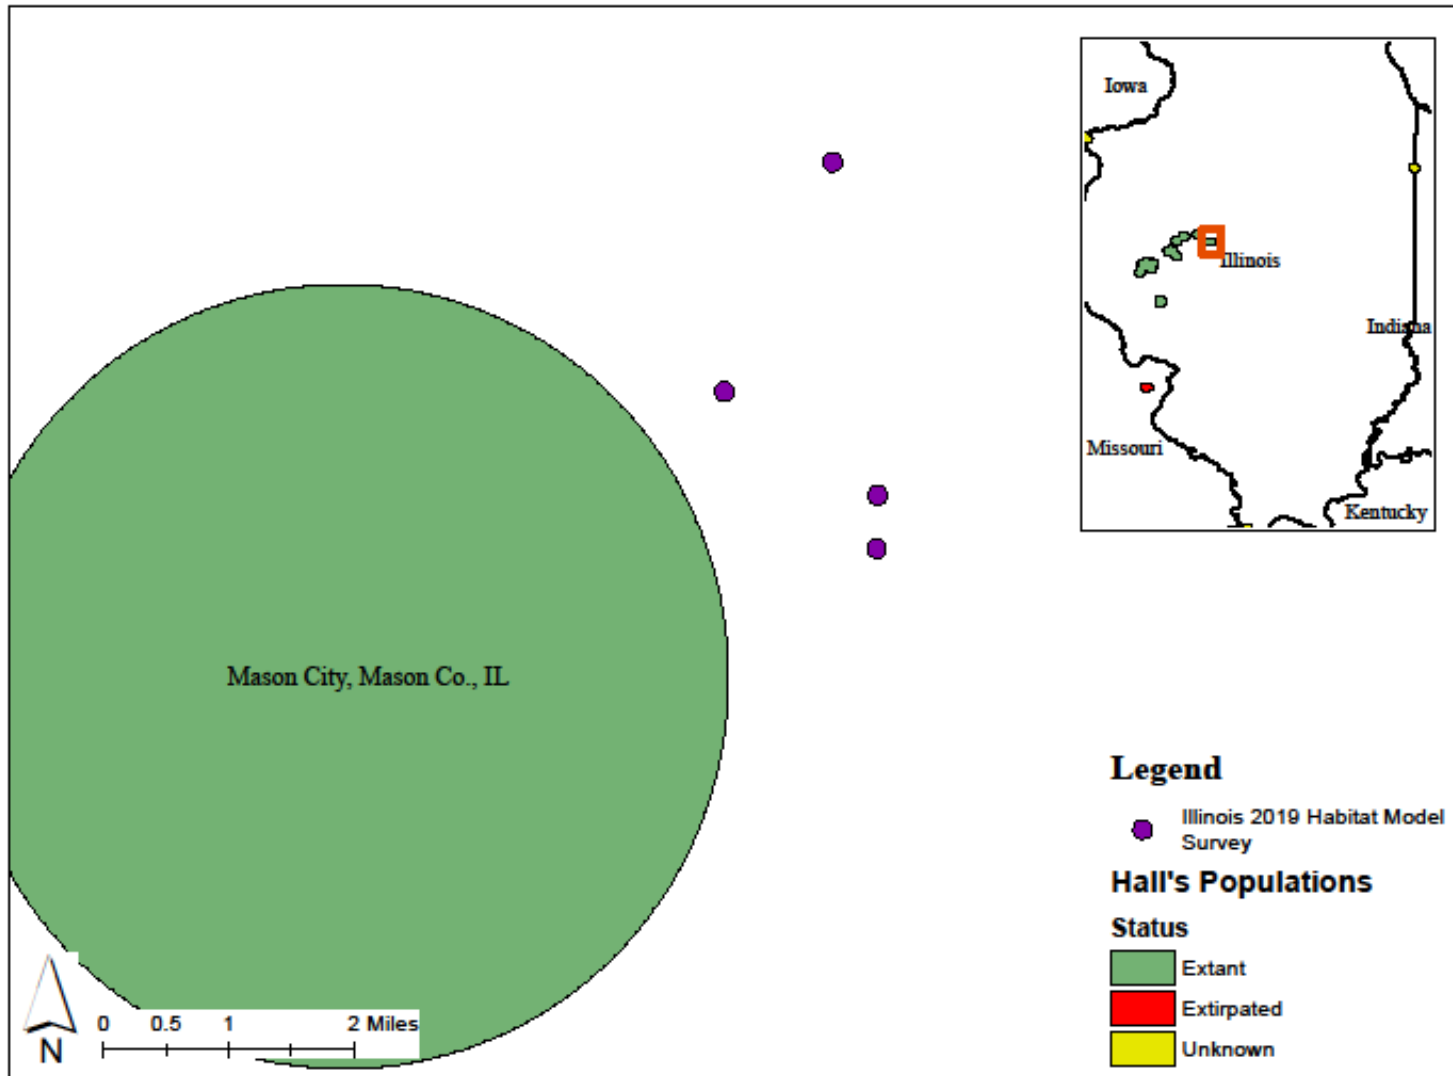 Iowa
Illinois
Indiana
Missouri
Kentucky
Mason City, Mason Co., IL
Legend
Illinois 2019 Habitat Model
Survey
Hall's Populations
Status
Extant
Extirpated
Unknown
N
0 0.5 1 2 Miles